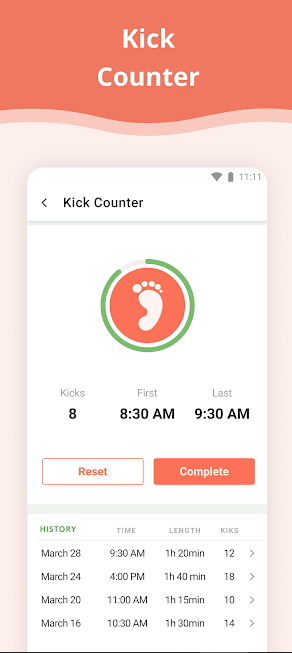 Kick
Counter
11:11
Kick Counter
Kicks First Last
8 8:30 AM 9:30 AM
Reset Complete
HISTORY TIME LENGTH KIKS
March 28 9:30 AM 1h 20min 12
March 24 4:00 PM 1h 40 min 18
March 20 11:00 AM 1h 15min 10
March 16 10:30 AM 1h 30min 14